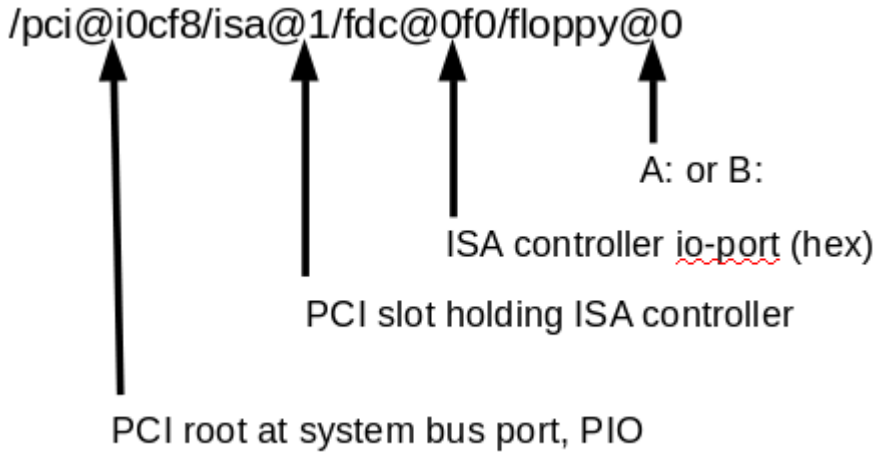 /pci@i0cf8/isa@1/fdc@0f0/floppy@0
A: or B:
ISA controller io-port (hex)
PCI slot holding ISA controller
PCI root at system bus port, PIO